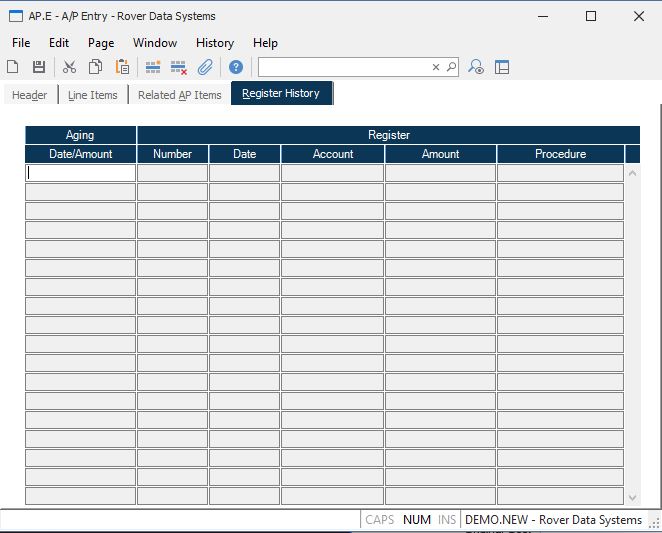 AP.E - A/P Entry - Rover Data Systems
File Edit Page Window History Help
Header Line Items Related AP Items Register History
Aging Register
Date/Amount Number Date Account Amount Procedure
CAPS NUM INS DEMO.NEW - Rover Data Systems